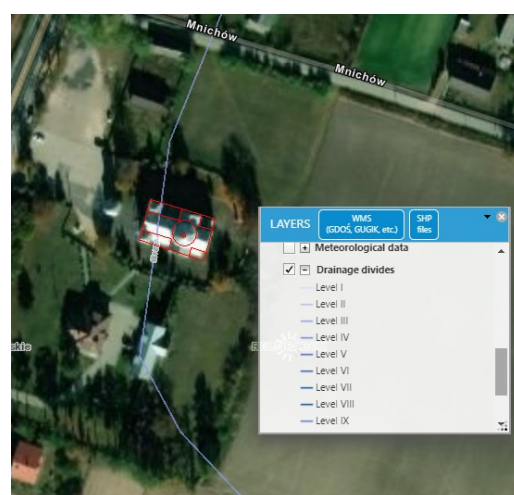 Mnichów
Mnichów
LAYERS
WMS
(GDOŚ, GUGIK, etc.)
SHP
files
Meteorological data
Drainage divides
Level I
Level II
Level III
Level IV
Level V
Level VI
Level VII
Level VIII
Level IX
skie